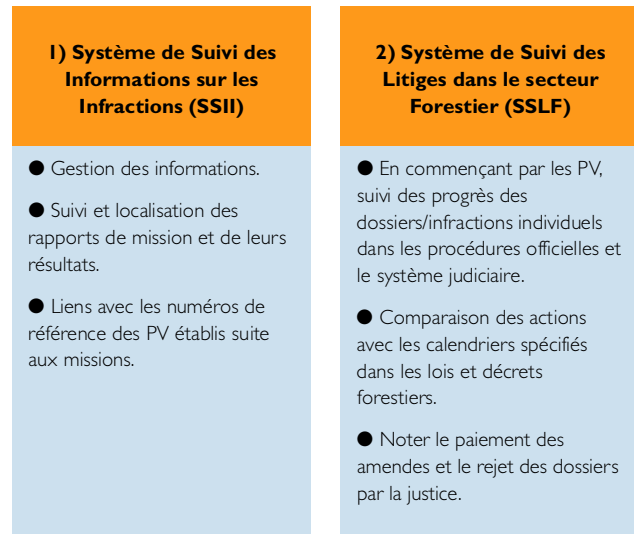 1) Système de Suivi des
Informations sur les
Infractions (SSII)
● Gestion des informations.
● Suivi et localisation des
rapports de mission et de leurs
résultats.
● Liens avec les numéros de
référence des PV établis suite
aux missions.
2) Système de Suivi des
Litiges dans le secteur
Forestier (SSLF)
● En commençant par les PV,
suivi des progrès des
dossiers/infractions individuels
dans les procédures officielles et
le système judiciaire.
● Comparaison des actions
avec les calendriers spécifiés
dans les lois et décrets
forestiers.
● Noter le paiement des
amendes et le rejet des dossiers
par la justice.